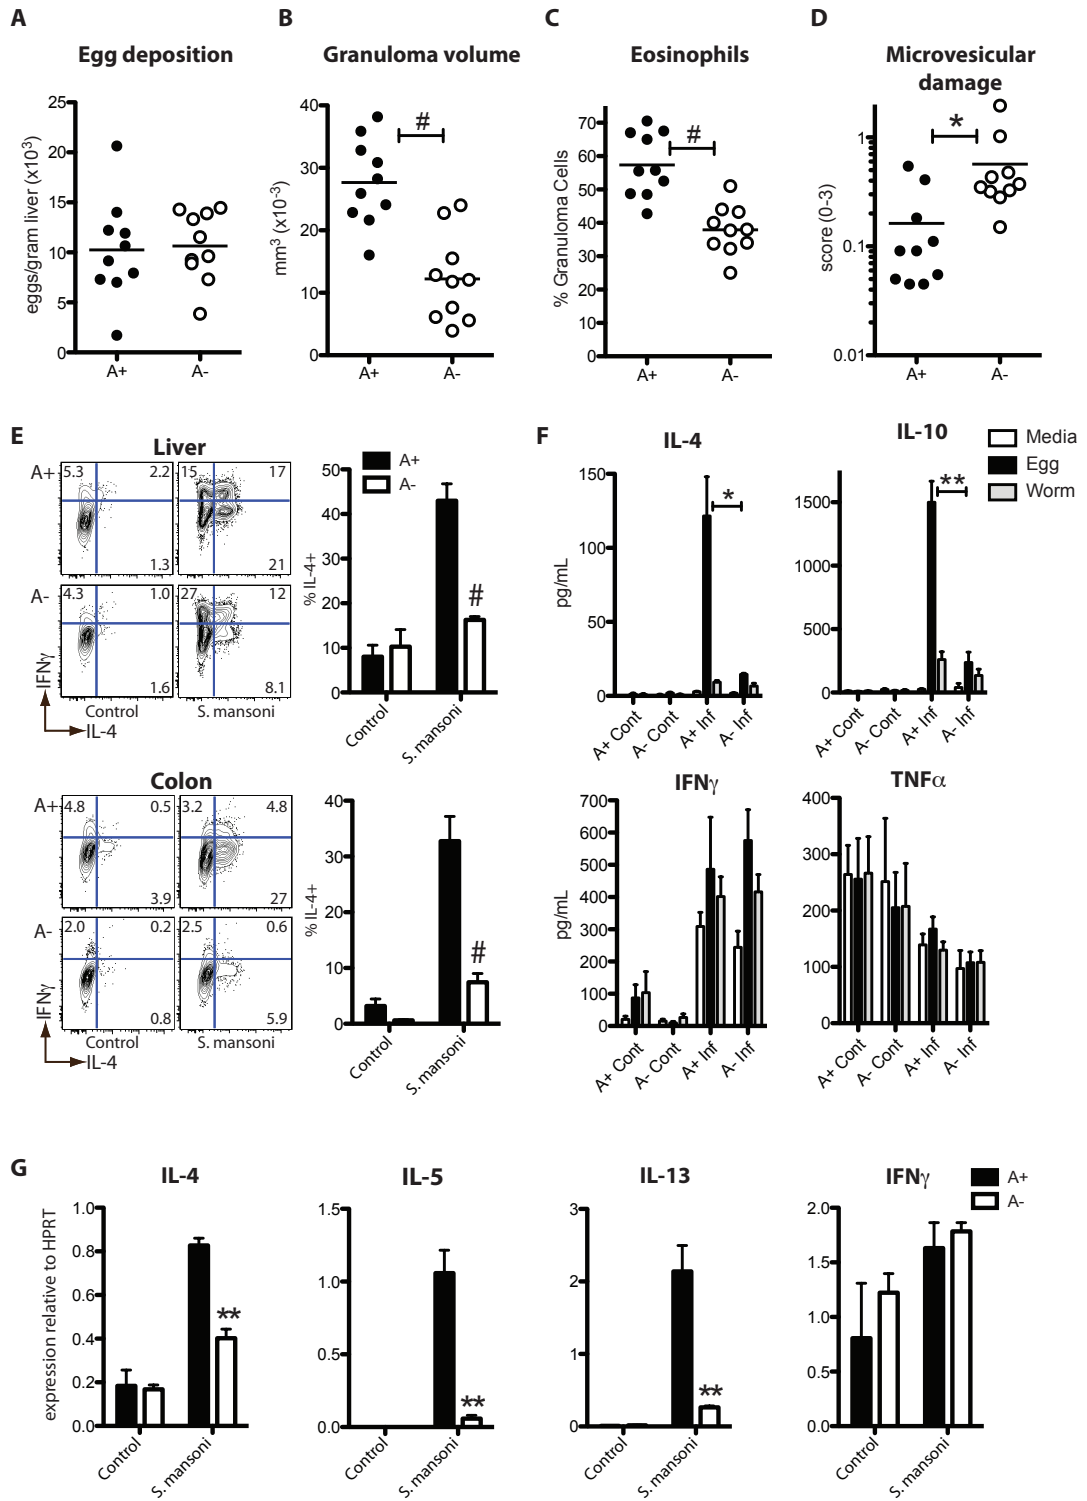 A
B
C
D
Egg deposition
Granuloma volume
Eosinophils
Microvesicular
damage
eggs/gram liver (x10³)
25
20
15
10
5
0
A+
A-
mm³ (x10⁻³)
40
30
20
10
0
#
A+
A-
% Granuloma Cells
70
60
50
40
30
20
10
0
#
A+
A-
score (0-3)
1
0.1
0.01
*
A+
A-
E
Liver
A+
5.3
2.2
1.3
15
17
21
A-
4.3
1.0
1.6
27
12
8.1
IFNγ
IL-4
Control
S. mansoni
% IL-4+
50
40
30
20
10
0
A+
A-
#
Control
S. mansoni
Colon
A+
4.8
0.5
3.9
3.2
4.8
27
A-
2.0
0.2
0.8
2.5
0.6
5.9
IFNγ
IL-4
Control
S. mansoni
% IL-4+
40
30
20
10
0
#
Control
S. mansoni
F
IL-4
pg/mL
150
100
50
0
*
A+ Cont
A- Cont
A+ Inf
A- Inf
IL-10
1500
1000
500
0
**
A+ Cont
A- Cont
A+ Inf
A- Inf
Media
Egg
Worm
IFNγ
pg/mL
700
600
500
400
300
200
100
0
A+ Cont
A- Cont
A+ Inf
A- Inf
TNFα
400
300
200
100
0
A+ Cont
A- Cont
A+ Inf
A- Inf
G
IL-4
expression relative to HPRT
1.0
0.8
0.6
0.4
0.2
0.0
**
Control
S. mansoni
IL-5
1.5
1.0
0.5
0.0
**
Control
S. mansoni
IL-13
3
2
1
0
**
Control
S. mansoni
IFNγ
2.0
1.5
1.0
0.5
0.0
A+
A-
Control
S. mansoni